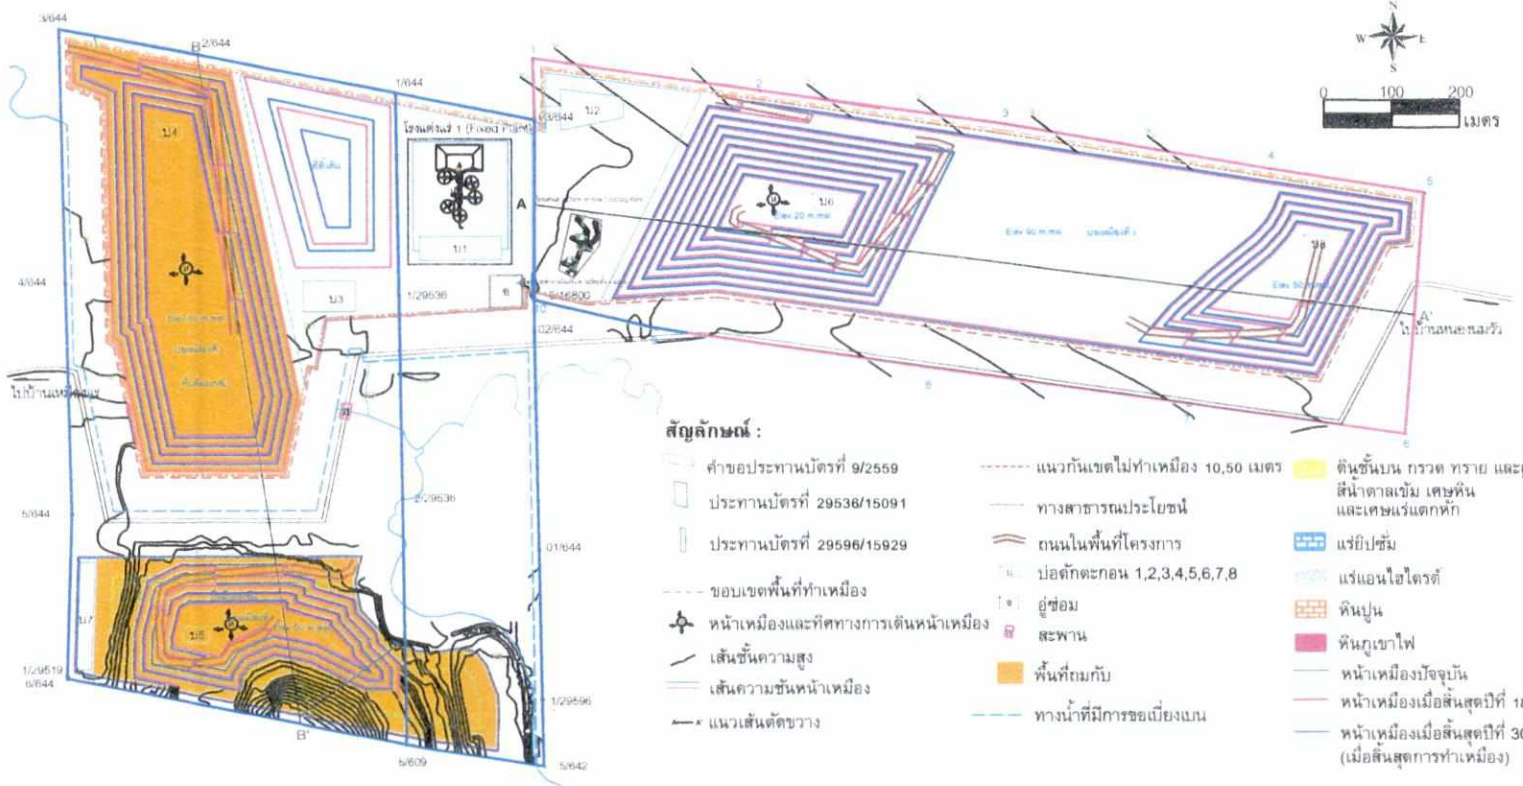 3/644
B
2/644
1/644
1
2
3
4
5
N
W
E
S
0
100
200
เมตร
03/644
บ2
โรงแต่งแร่ 1 (Fixed Plant)
บ4
A
บ1
บ6
Elev 20 m.msl
Elev 60 m.msl
บ8
4/644
บ3
1/29536
ซ
02/644
A'
ไปบ้านหนองนมวัว
ไปบ้านเหมืองแร่
6
7
8
2/29536
5/644
01/644
บ7
บ5
1/29519
6/644
B'
5/609
1/29596
5/642
สัญลักษณ์ :
คำขอประทานบัตรที่ 9/2559
ประทานบัตรที่ 29536/15091
ประทานบัตรที่ 29596/15929
ขอบเขตพื้นที่ทำเหมือง
หน้าเหมืองและทิศทางการเดินหน้าเหมือง
เส้นชั้นความสูง
เส้นความชันหน้าเหมือง
A A' แนวเส้นตัดขวาง
แนวกันเขตไม่ทำเหมือง 10,50 เมตร
ทางสาธารณประโยชน์
ถนนในพื้นที่โครงการ
บ่อดักตะกอน 1,2,3,4,5,6,7,8
ซ อู่ซ่อม
สะพาน
พื้นที่ถมกับ
ทางน้ำที่มีการขอเบี่ยงเบน
ดินชั้นบน กรวด ทราย และ
สีน้ำตาลเข้ม เศษหิน
และเศษแร่แตกหัก
แร่ยิปซั่ม
แร่แอนไฮไดรต์
หินปูน
หินภูเขาไฟ
หน้าเหมืองปัจจุบัน
หน้าเหมืองเมื่อสิ้นสุดปีที่
หน้าเหมืองเมื่อสิ้นสุดปีที่ 30
(เมื่อสิ้นสุดการทำเหมือง)